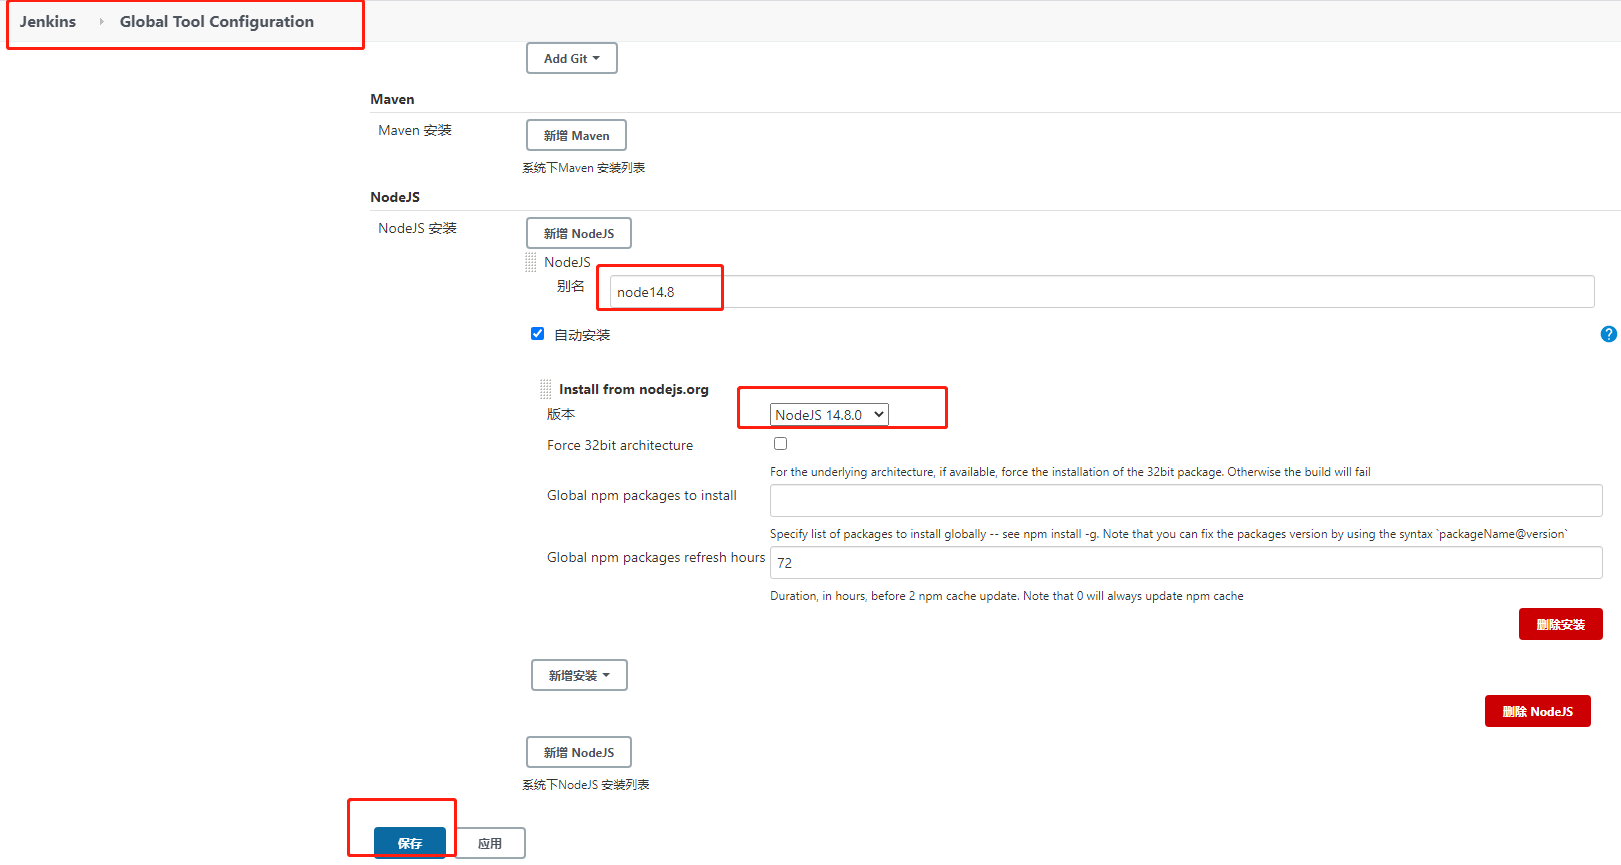 Jenkins › Global Tool Configuration
Add Git
Maven
Maven 安装
新增 Maven
系统下Maven 安装列表
NodeJS
NodeJS 安装
新增 NodeJS
NodeJS
别名
node14.8
自动安装
?
Install from nodejs.org
版本
NodeJS 14.8.0
Force 32bit architecture
For the underlying architecture, if available, force the installation of the 32bit package. Otherwise the build will fail
Global npm packages to install
Specify list of packages to install globally -- see npm install -g. Note that you can fix the packages version by using the syntax `packageName@version`
Global npm packages refresh hours
72
Duration, in hours, before 2 npm cache update. Note that 0 will always update npm cache
删除安装
新增安装
删除 NodeJS
新增 NodeJS
系统下NodeJS 安装列表
保存
应用